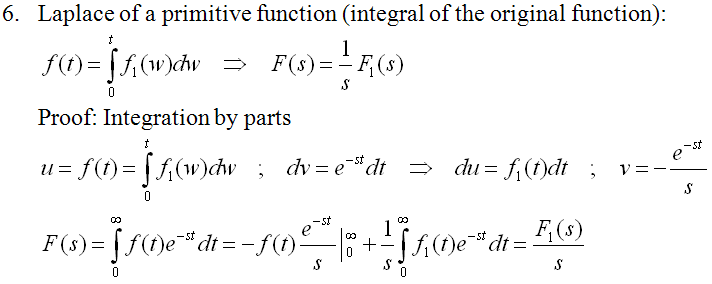 6. Laplace of a primitive function (integral of the original function):
f(t) = ∫₀ᵗ f₁(w)dw ⇒ F(s) = 1/s F₁(s)
Proof: Integration by parts
u = f(t) = ∫₀ᵗ f₁(w)dw ; dv = e⁻ˢᵗ dt ⇒ du = f₁(t)dt ; v = − e⁻ˢᵗ/s
F(s) = ∫₀^∞ f(t)e⁻ˢᵗ dt = −f(t) e⁻ˢᵗ/s |₀^∞ + 1/s ∫₀^∞ f₁(t)e⁻ˢᵗ dt = F₁(s)/s